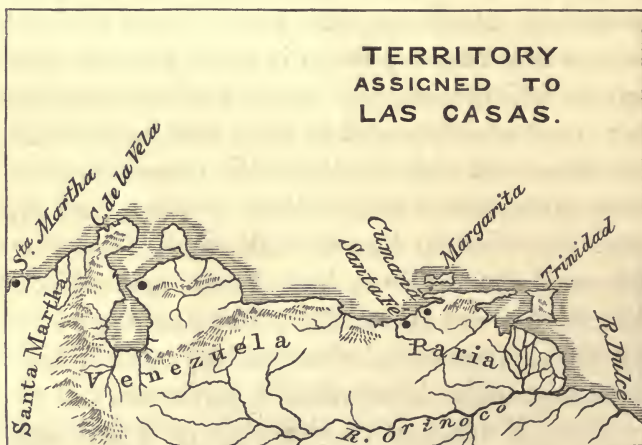 TERRITORY
ASSIGNED TO
LAS CASAS.
Sta. Martha
C. de la Vela
Cumana
Santa Fe
Margarita
Trinidad
R. Dulce
Santa Martha
Venezuela
Paria
R. Orinoco